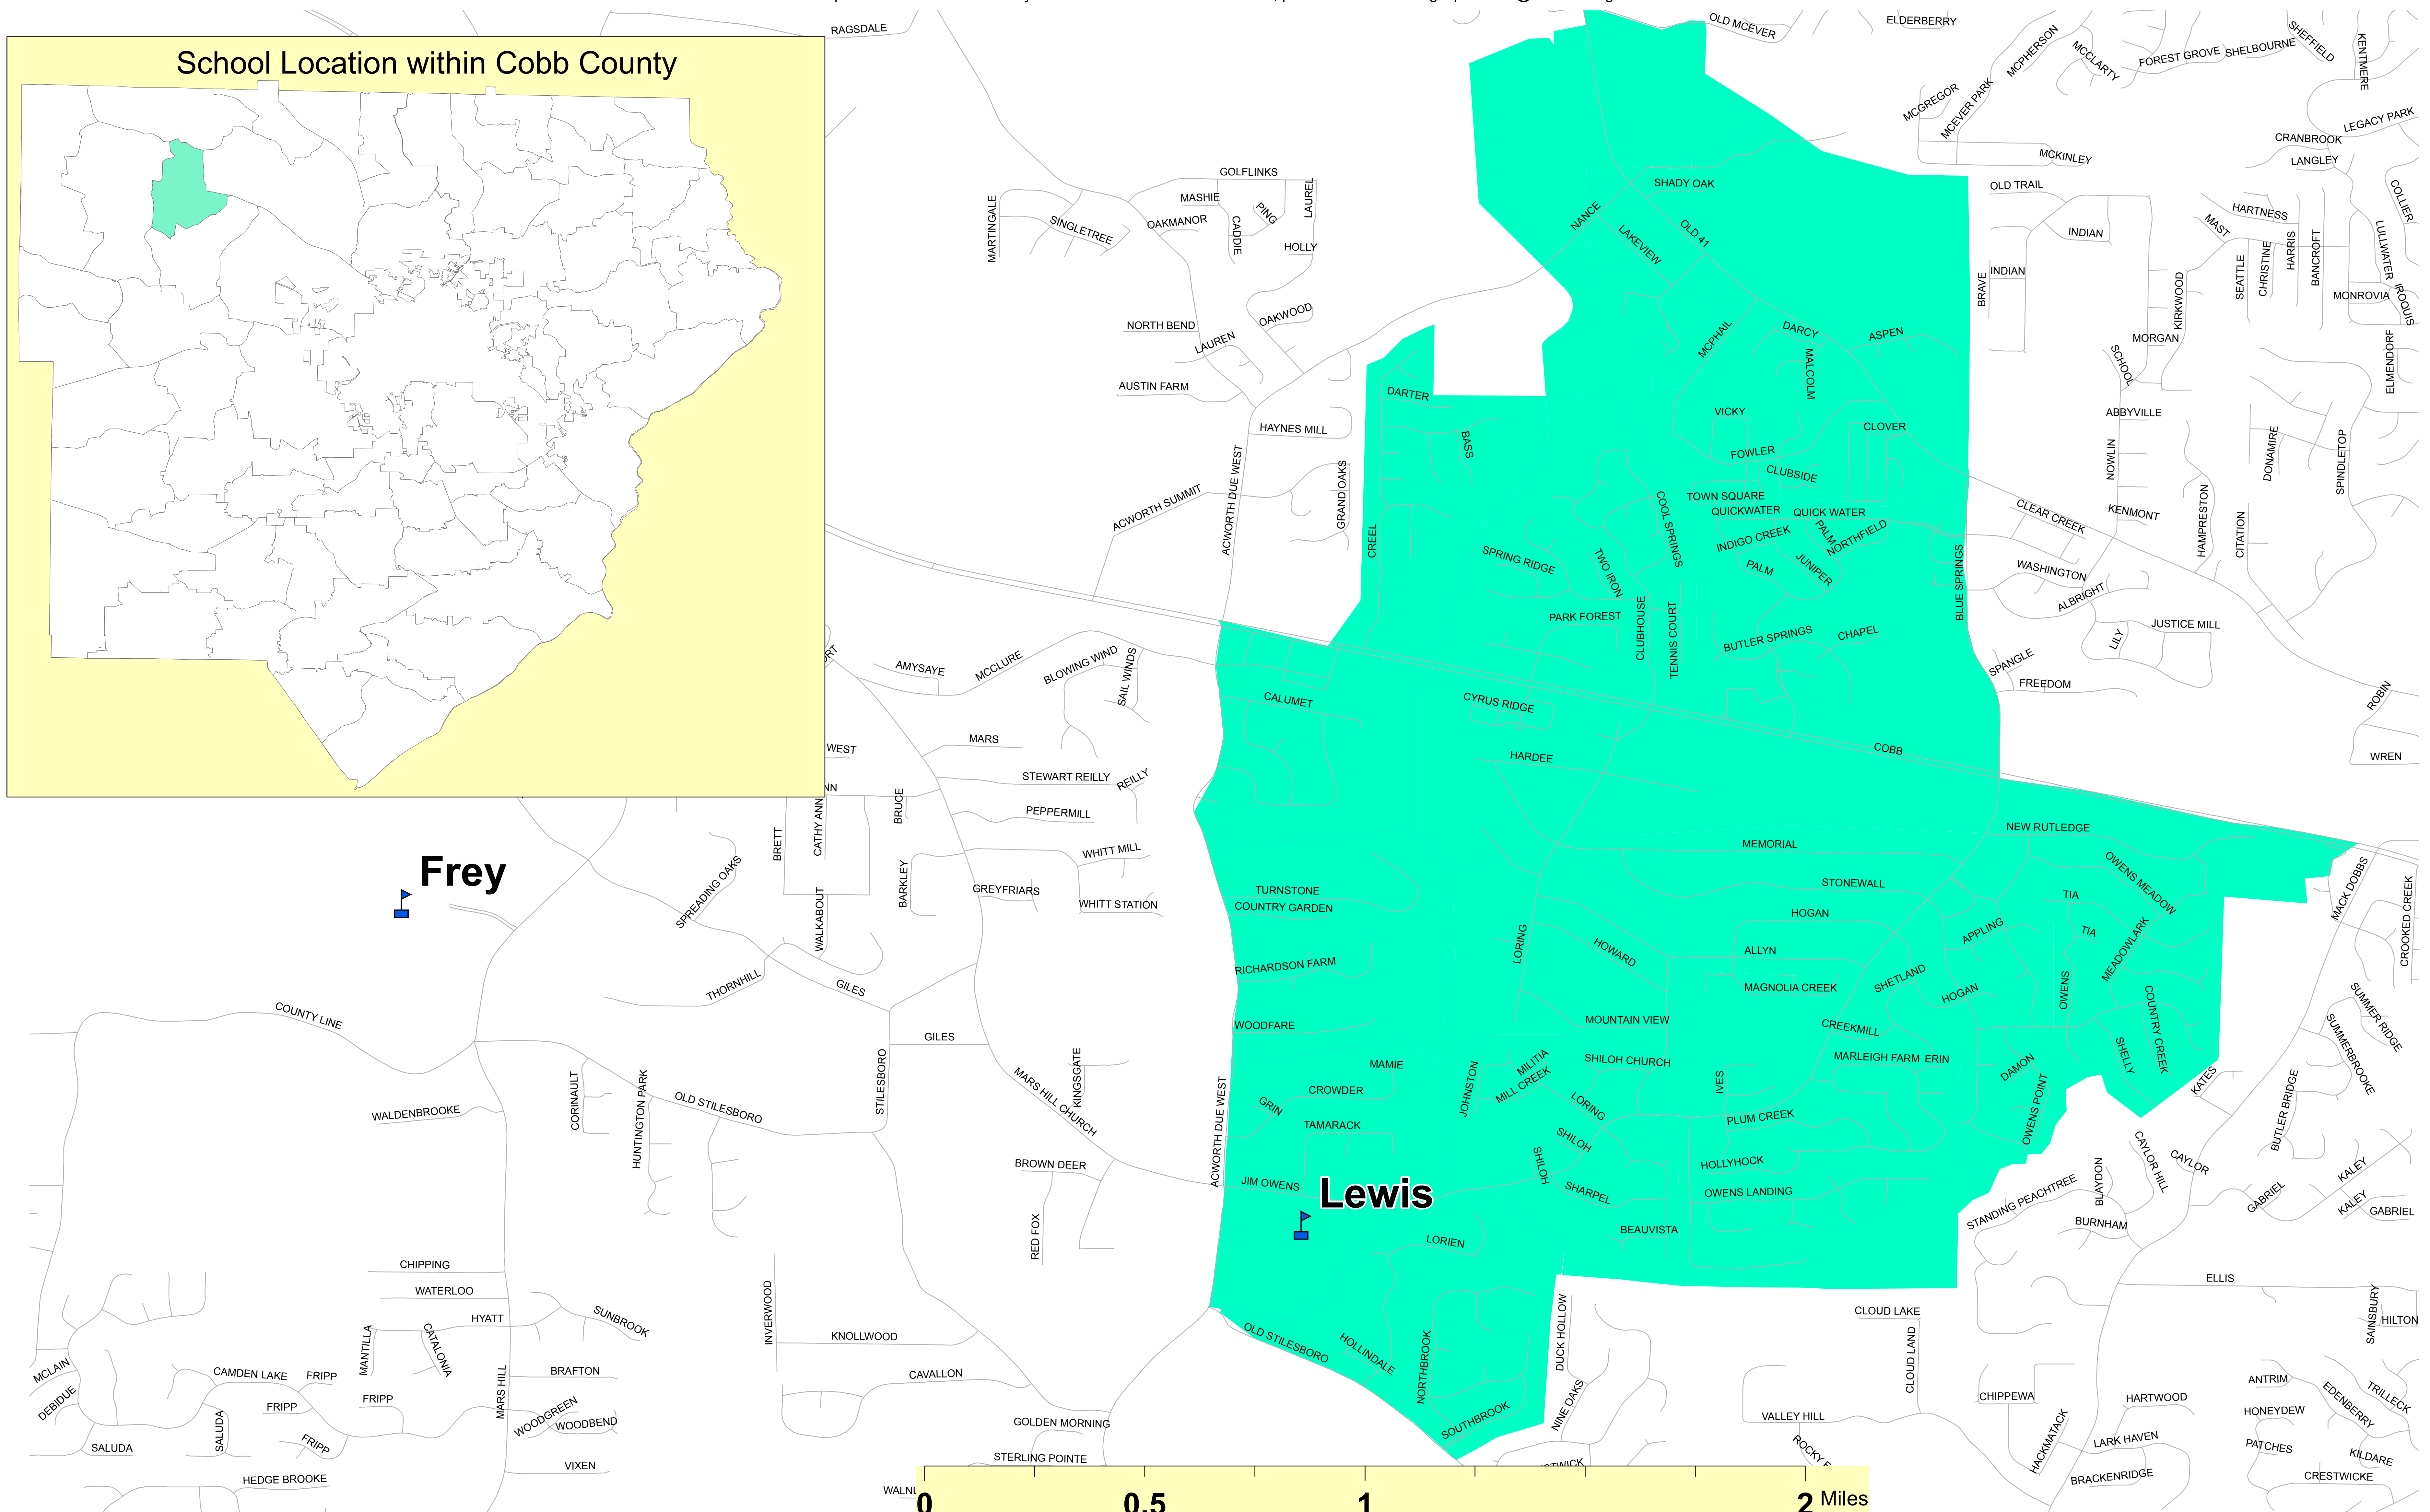 School Location within Cobb County
RAGSDALE
OLD MCEVER
ELDERBERRY
MCPHERSON
MCCLARTY
FOREST GROVE
SHELBOURNE
SHEFFIELD
KENTMERE
MCGREGOR
MCEVER PARK
LEGACY PARK
CRANBROOK
LANGLEY
MCKINLEY
COLLIER
OLD TRAIL
GOLFLINKS
MASHIE
PING
LAUREL
MARTINGALE
SINGLETREE
OAKMANOR
CADDIE
HOLLY
SHADY OAK
NANCE
LAKEVIEW
OLD 41
INDIAN
INDIAN
BRAVE
HARTNESS
MAST
SEATTLE
CHRISTINE
HARRIS
BANCROFT
LULLWATER
IROQUIS
MONROVIA
KIRKWOOD
MORGAN
SCHOOL
ELMENDORF
NORTH BEND
OAKWOOD
LAUREN
AUSTIN FARM
MCPHAIL
DARCY
MALCOLM
ASPEN
DARTER
HAYNES MILL
BASS
VICKY
CLOVER
FOWLER
CLUBSIDE
ABBYVILLE
NOWLIN
DONAMIRE
SPINDLETOP
ACWORTH DUE WEST
GRAND OAKS
ACWORTH SUMMIT
CREEL
COOL SPRINGS
TOWN SQUARE
QUICKWATER
QUICK WATER
PALM
NORTHFIELD
INDIGO CREEK
JUNIPER
PALM
CLEAR CREEK
KENMONT
HAMPRESTON
CITATION
SPRING RIDGE
TWO IRON
BLUE SPRINGS
WASHINGTON
ALBRIGHT
PARK FOREST
CLUBHOUSE
TENNIS COURT
BUTLER SPRINGS
CHAPEL
LILY
JUSTICE MILL
SPANGLE
FREEDOM
ROBIN
WREN
AMYSAYE
MCCLURE
BLOWING WIND
SAIL WINDS
CALUMET
CYRUS RIDGE
HARDEE
COBB
WEST
MARS
STEWART REILLY
REILLY
PEPPERMILL
BRUCE
BRETT
CATHY ANN
WHITT MILL
BARKLEY
GREYFRIARS
WHITT STATION
Frey
SPREADING OAKS
WALKABOUT
TURNSTONE
COUNTRY GARDEN
MEMORIAL
NEW RUTLEDGE
STONEWALL
OWENS MEADOW
MACK DOBBS
CROOKED CREEK
HOGAN
TIA
TIA
APPLING
MEADOWLARK
LORING
HOWARD
ALLYN
RICHARDSON FARM
MAGNOLIA CREEK
SHETLAND
HOGAN
OWENS
COUNTRY CREEK
SUMMER RIDGE
SUMMERBROOKE
THORNHILL
GILES
COUNTY LINE
WOODFARE
MOUNTAIN VIEW
CREEKMILL
GILES
STILESBORO
KINGSGATE
MARS HILL CHURCH
MAMIE
CROWDER
GRIN
TAMARACK
JOHNSTON
MILITIA
MILL CREEK
SHILOH CHURCH
LORING
IVES
MARLEIGH FARM
ERIN
DAMON
SHELLY
KATES
OWENS POINT
BUTLER BRIDGE
PLUM CREEK
CORINAULT
HUNTINGTON PARK
OLD STILESBORO
WALDENBROOKE
ACWORTH DUE WEST
BROWN DEER
RED FOX
JIM OWENS
Lewis
SHILOH
SHILOH
SHARPEL
HOLLYHOCK
OWENS LANDING
BEAUVISTA
LORIEN
STANDING PEACHTREE
BLAYDON
CAYLOR HILL
CAYLOR
BURNHAM
GABRIEL
KALEY
KALEY
GABRIEL
ELLIS
SAINSBURY
HILTON
CHIPPING
WATERLOO
HYATT
SUNBROOK
INVERWOOD
KNOLLWOOD
CAVALLON
OLD STILESBORO
HOLLINDALE
NORTHBROOK
DUCK HOLLOW
NINE OAKS
SOUTHBROOK
CLOUD LAKE
CLOUD LAND
VALLEY HILL
CHIPPEWA
HACKMATACK
HARTWOOD
LARK HAVEN
BRACKENRIDGE
ANTRIM
HONEYDEW
PATCHES
EDENBERRY
TRILLECK
KILDARE
CRESTWICKE
MCLAIN
DEBIDUE
CAMDEN LAKE
FRIPP
FRIPP
FRIPP
FRIPP
MANTILLA
CATALONIA
SALUDA
SALUDA
HEDGE BROOKE
MARS HILL
BRAFTON
WOODGREEN
WOODBEND
VIXEN
GOLDEN MORNING
STERLING POINTE
0 0.5 1 2 Miles